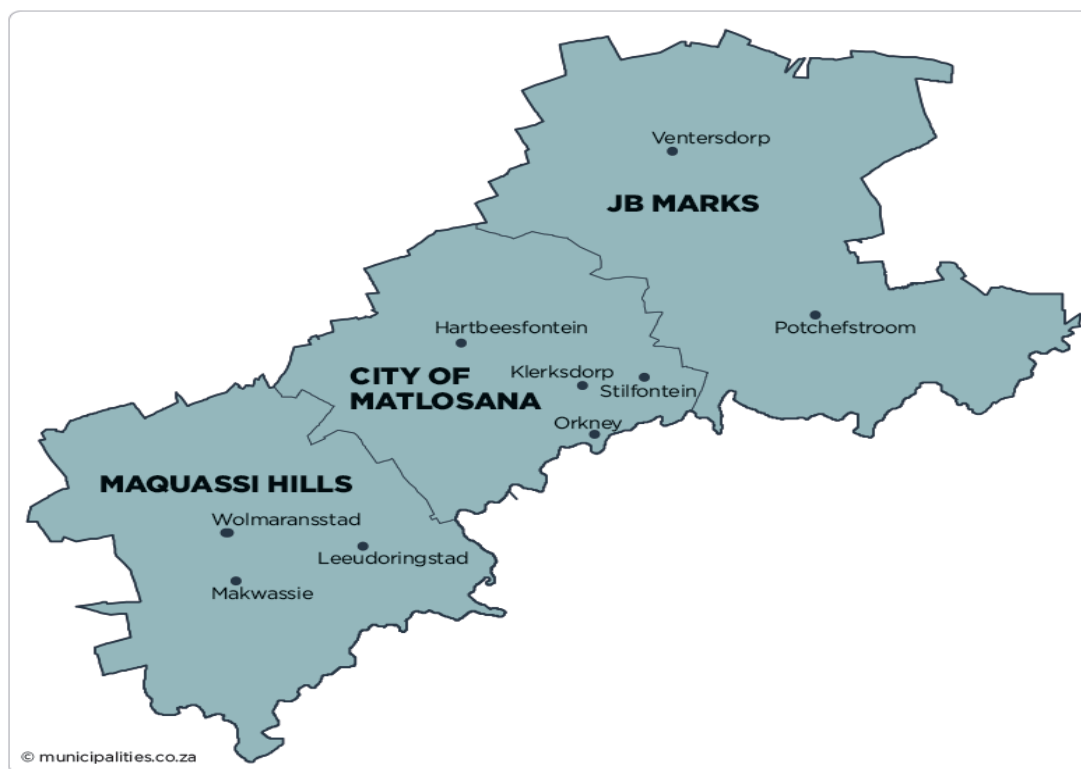 Ventersdorp
JB MARKS
Hartbeesfontein
Potchefstroom
CITY OF
MATLOSANA
Klerksdorp
Stilfontein
Orkney
MAQUASSI HILLS
Wolmaransstad
Leeudoringstad
Makwassie
© municipalities.co.za